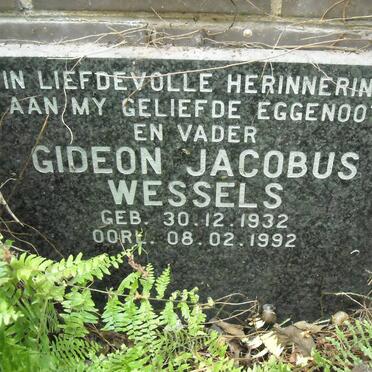 IN LIEFDEVOLLE HERINNERIN
AAN MY GELIEFDE EGGENOOT
EN VADER
GIDEON JACOBUS
WESSELS
GEB. 30.12.1932
OORL. 08.02.1992